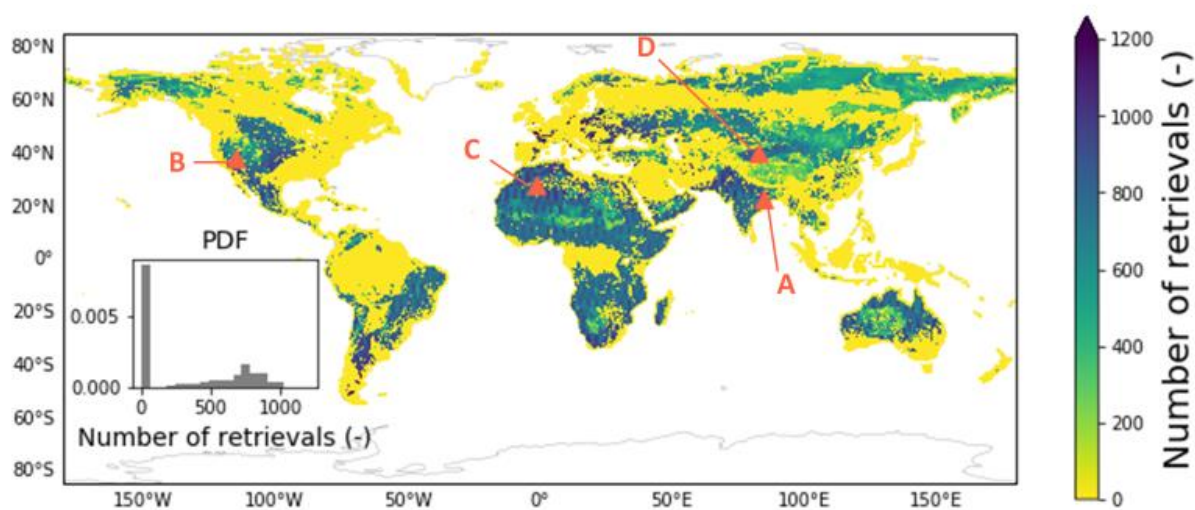 80°N
60°N
40°N
20°N
0°
20°S
40°S
60°S
80°S
150°W
100°W
50°W
0°
50°E
100°E
150°E
D
B
C
A
PDF
0.005
0.000
0
500
1000
Number of retrievals (-)
1200
1000
800
600
400
200
0
Number of retrievals (-)